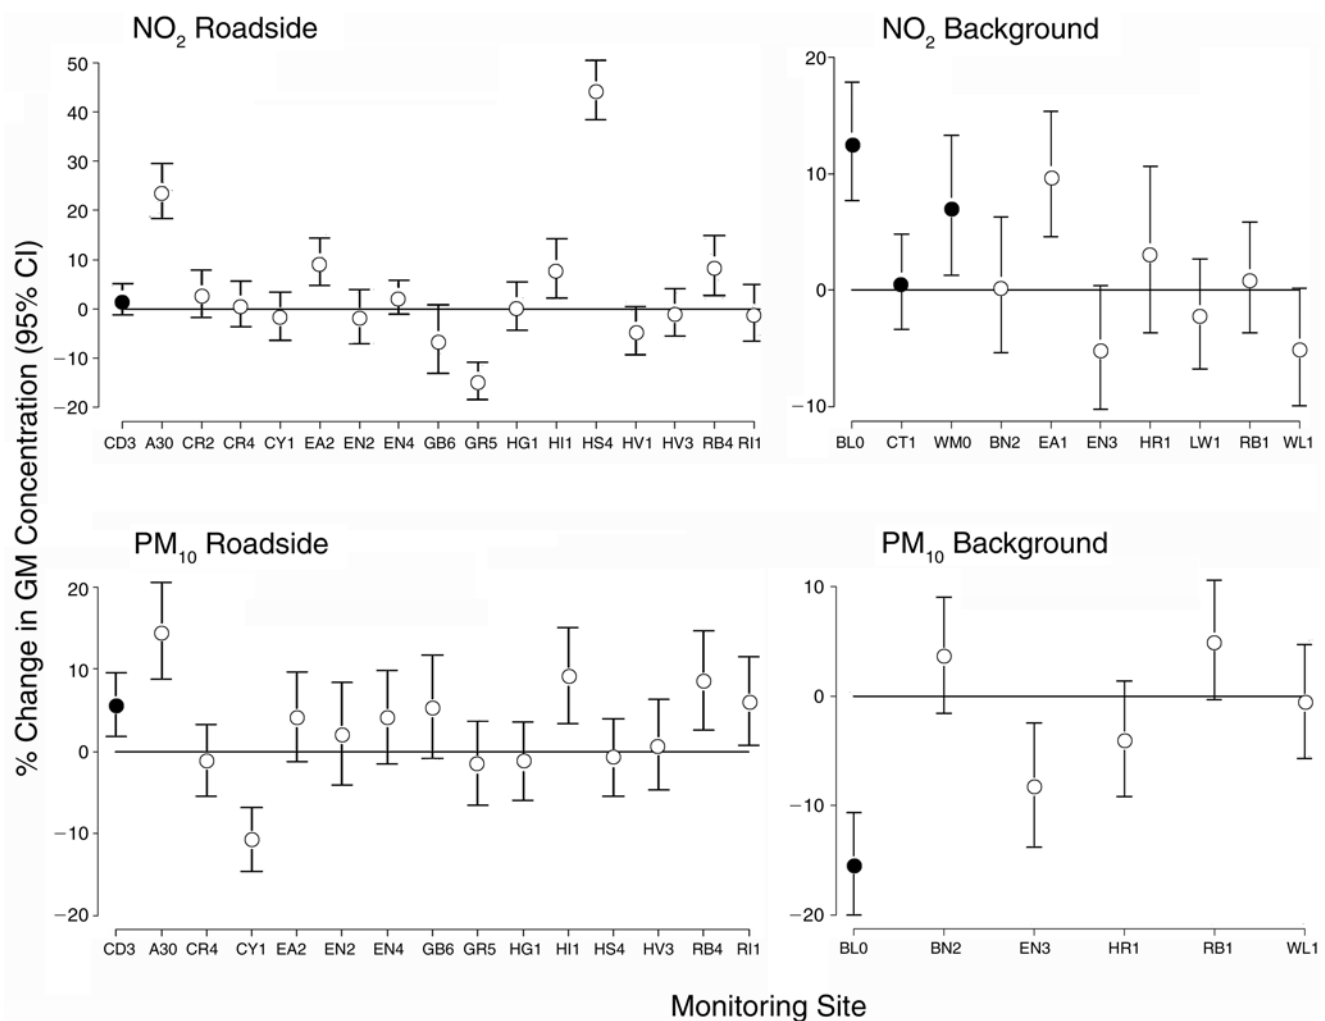 NO2 Roadside
NO2 Background
% Change in GM Concentration (95% CI)
50
40
30
20
10
0
−10
−20
CD3 A30 CR2 CR4 CY1 EA2 EN2 EN4 GB6 GR5 HG1 HI1 HS4 HV1 HV3 RB4 RI1
20
10
0
−10
BL0 CT1 WM0 BN2 EA1 EN3 HR1 LW1 RB1 WL1
PM10 Roadside
PM10 Background
20
10
0
−10
−20
CD3 A30 CR4 CY1 EA2 EN2 EN4 GB6 GR5 HG1 HI1 HS4 HV3 RB4 RI1
10
0
−10
−20
BL0 BN2 EN3 HR1 RB1 WL1
Monitoring Site